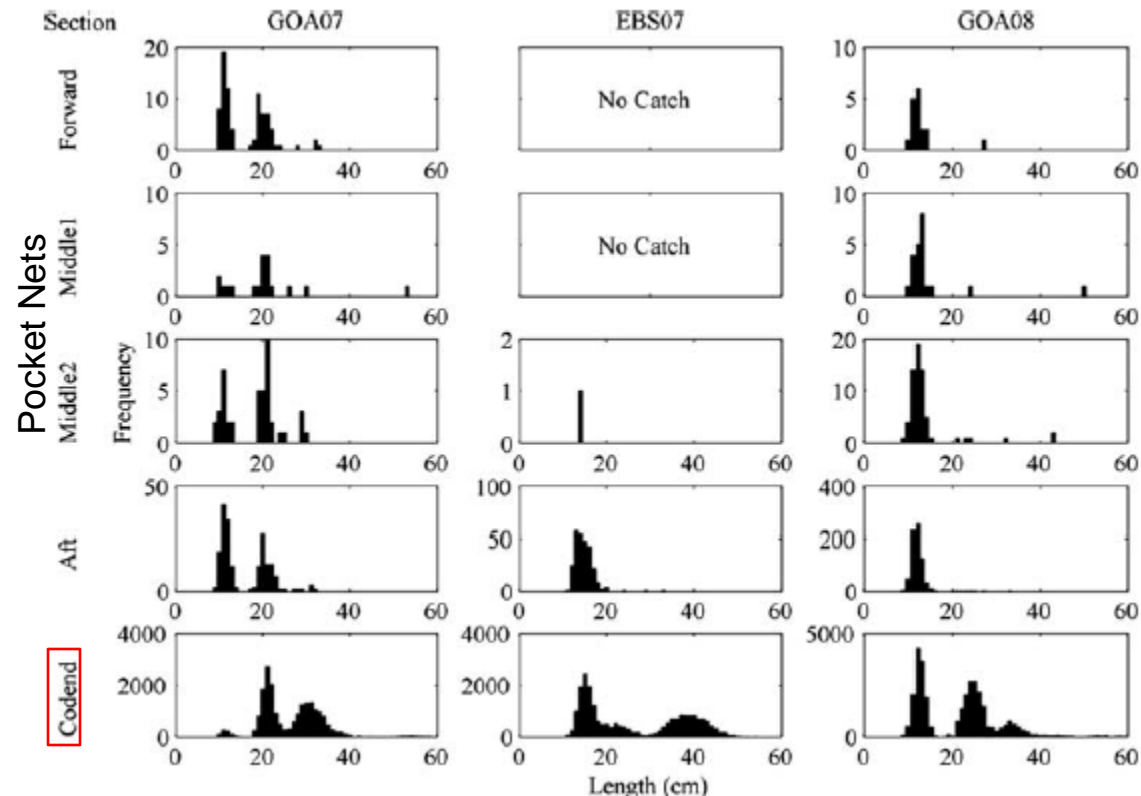 Section GOA07 EBS07 GOA08
Pocket Nets
Frequency
Forward
20 10
10 No Catch 5
0 0
0 20 40 60 0 20 40 60
Middle1
10 10
5 No Catch 5
0 0
0 20 40 60 0 20 40 60
Middle2
10 2 20
5 1 10
0 0 0
0 20 40 60 0 20 40 60 0 20 40 60
Aft
50 100 400
50 200
0 0 0
0 20 40 60 0 20 40 60 0 20 40 60
Codend
4000 4000 5000
2000 2000
0 0 0
0 20 40 60 0 20 40 60 0 20 40 60
Length (cm)